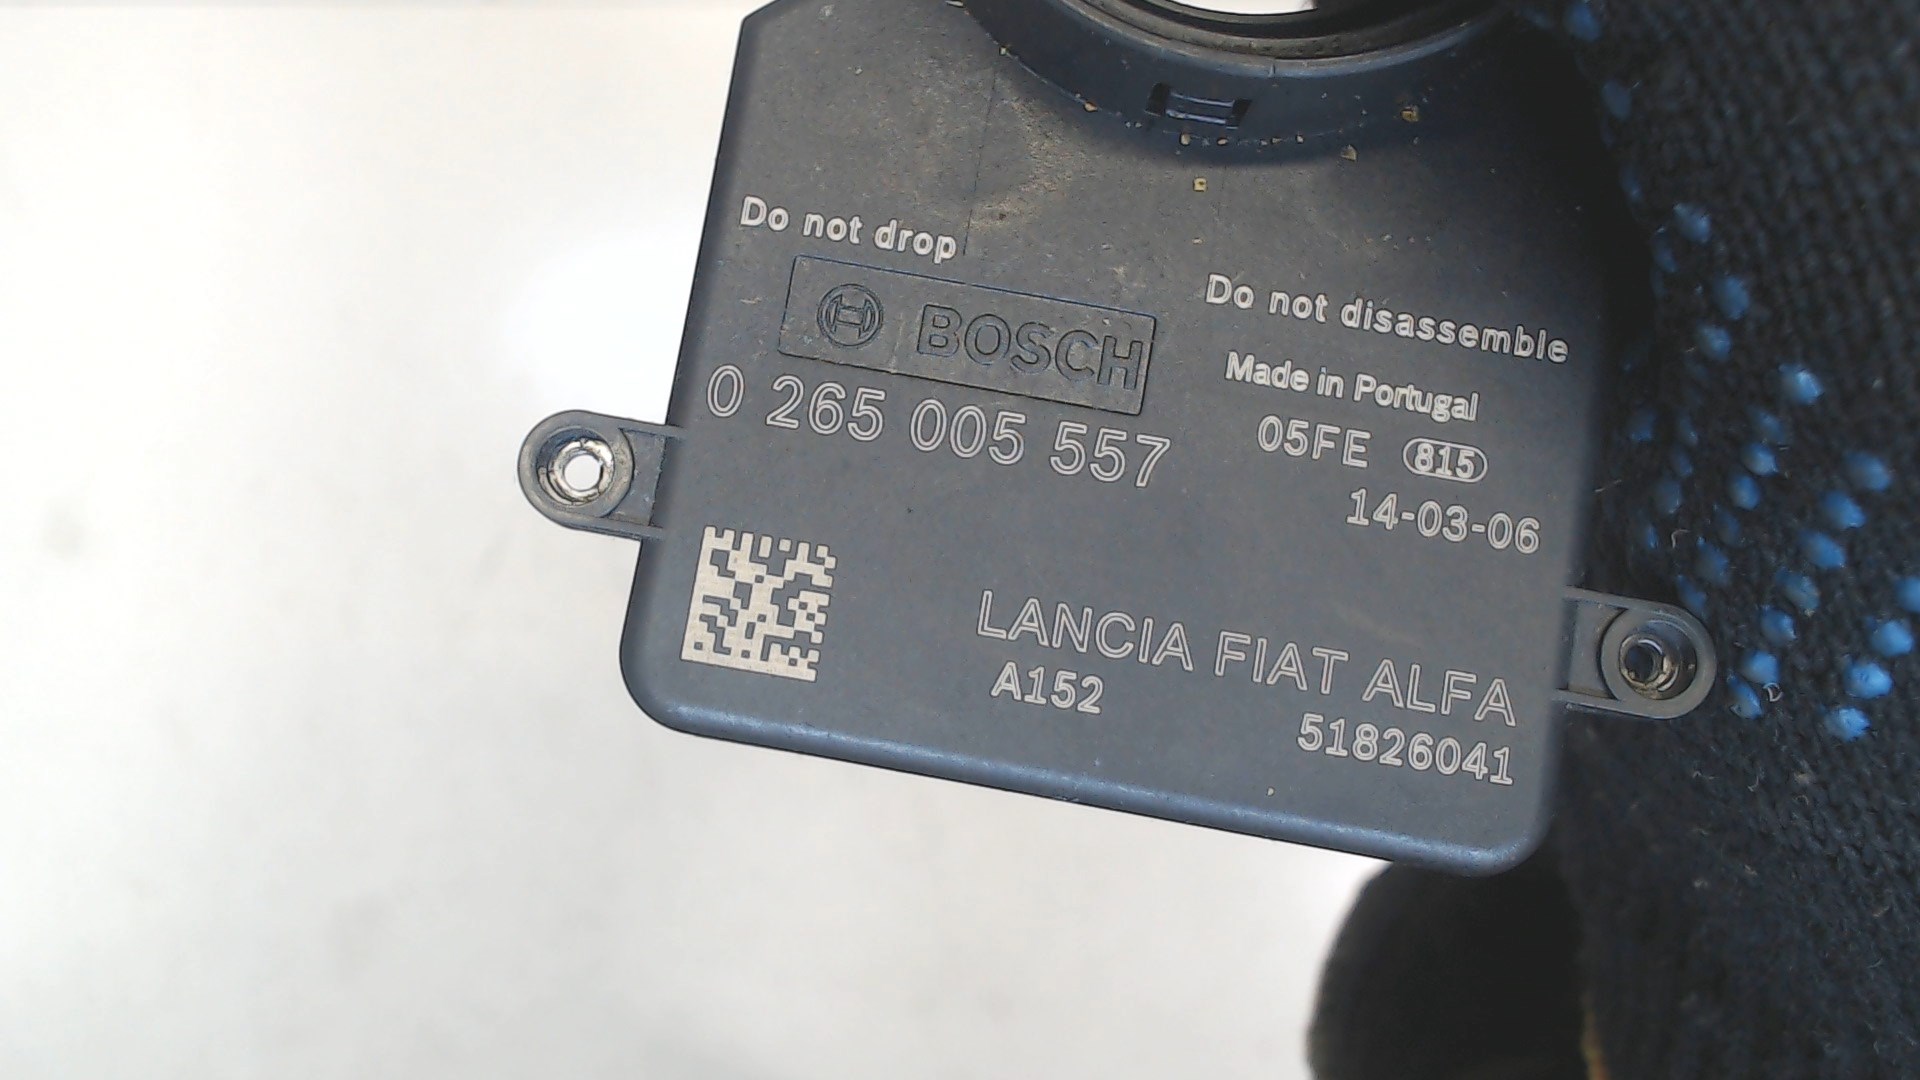 Do not drop
BOSCH
0 265 005 557
Do not disassemble
Made in Portugal
05FE 815
14-03-06
LANCIA FIAT ALFA
A152
51826041